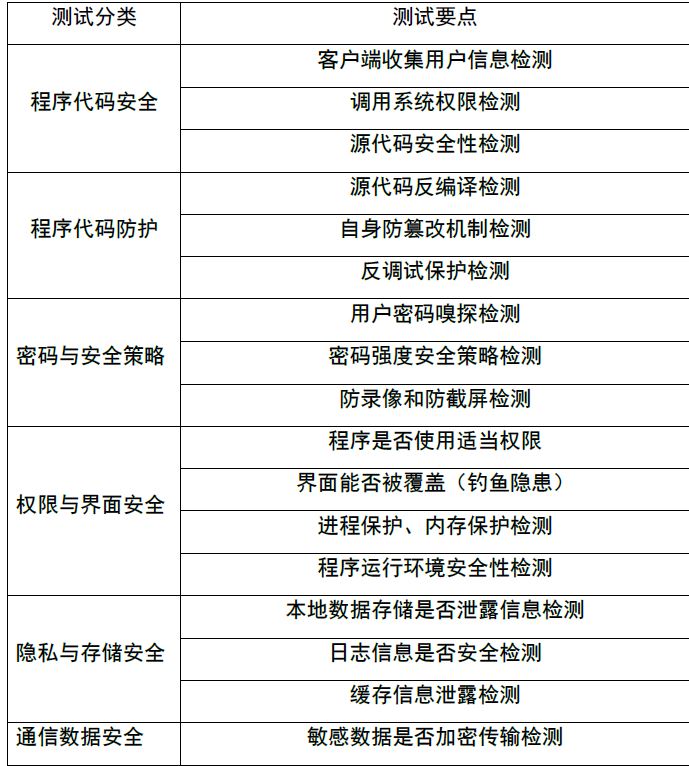 测试分类 测试要点
程序代码安全
客户端收集用户信息检测
调用系统权限检测
源代码安全性检测
程序代码防护
源代码反编译检测
自身防篡改机制检测
反调试保护检测
密码与安全策略
用户密码嗅探检测
密码强度安全策略检测
防录像和防截屏检测
权限与界面安全
程序是否使用适当权限
界面能否被覆盖（钓鱼隐患）
进程保护、内存保护检测
程序运行环境安全性检测
隐私与存储安全
本地数据存储是否泄露信息检测
日志信息是否安全检测
缓存信息泄露检测
通信数据安全 敏感数据是否加密传输检测